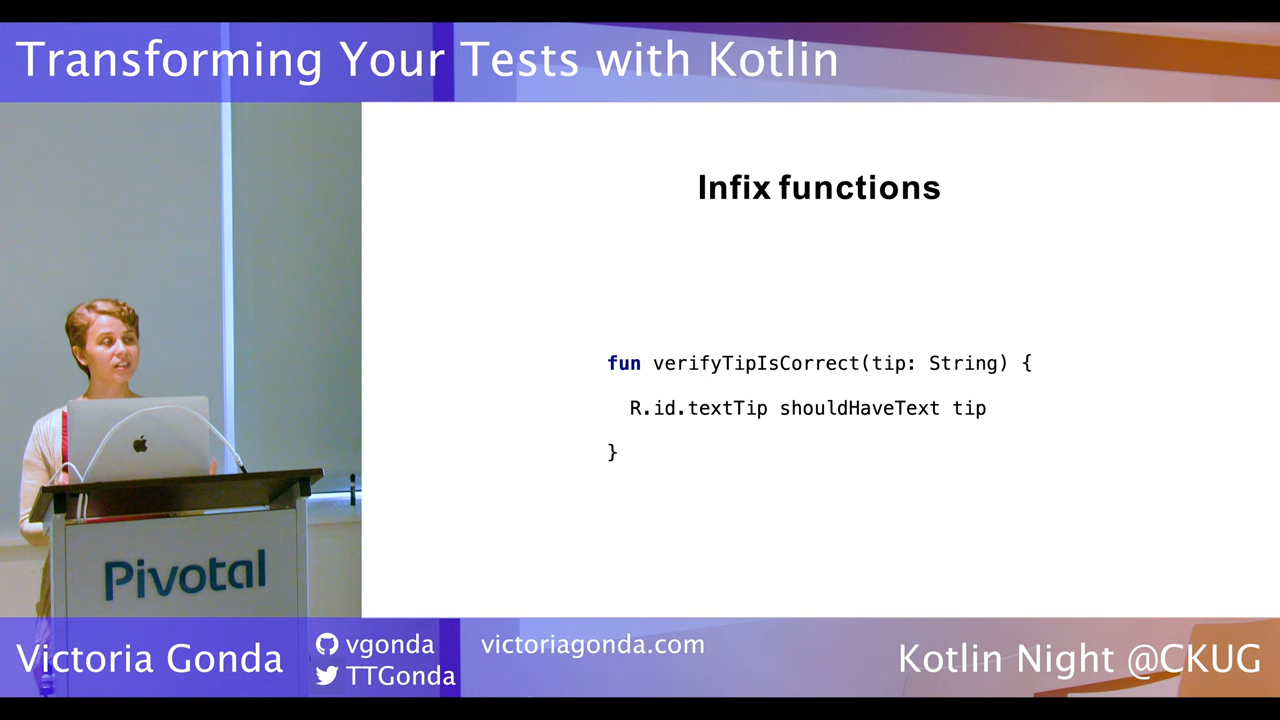 Transforming Your Tests with Kotlin
Infix functions
fun verifyTipIsCorrect(tip: String) {
R.id.textTip shouldHaveText tip
}
Pivotal
Victoria Gonda
vgonda
TTGonda
victoriagonda.com
Kotlin Night @CKUG